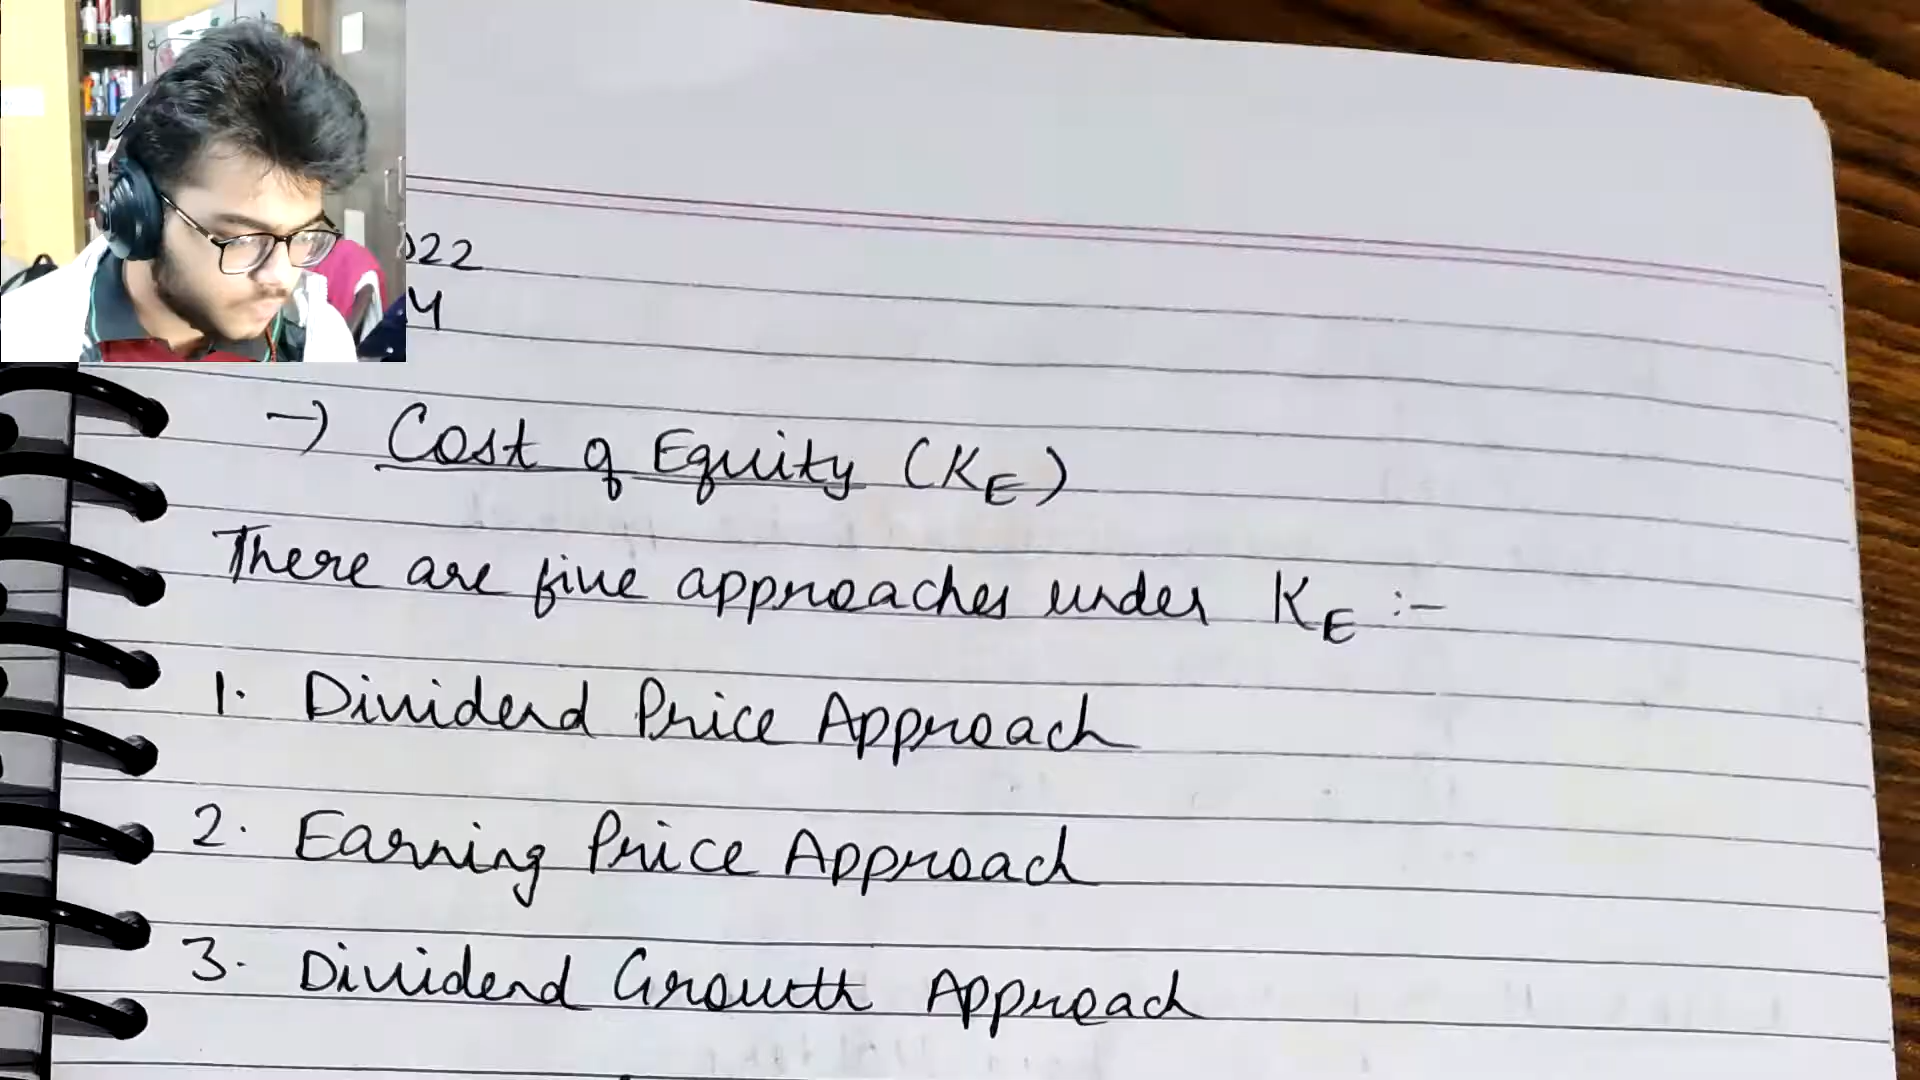 022
4
→ Cost of Equity (KE)
There are five approaches under KE :-
1. Dividend Price Approach
2. Earning Price Approach
3. Dividend Growth Approach